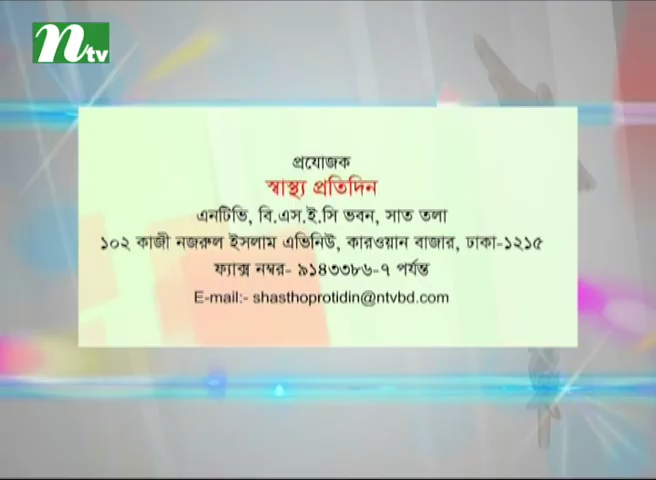 ntv
প্রযোজক
স্বাস্থ্য প্রতিদিন
এনটিভি, বি.এস.ই.সি ভবন, সাত তলা
১০২ কাজী নজরুল ইসলাম এভিনিউ, কারওয়ান বাজার, ঢাকা-১২১৫
ফ্যাক্স নম্বর- ৯১৪৩৩৮৬-৭ পর্যন্ত
E-mail:- shasthoprotidin@ntvbd.com